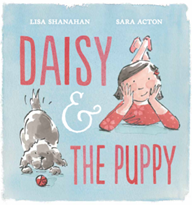 LISA SHANAHAN SARA ACTON
DAISY
&
THE PUPPY